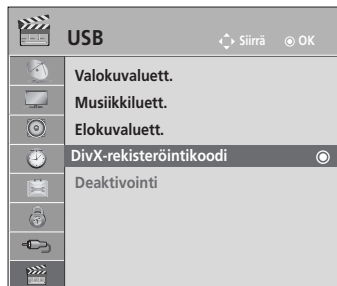 USB
Siirrä OK
Valokuvaluett.
Musiikkiluett.
Elokuvaluett.
DivX-rekisteröintikoodi
Deaktivointi